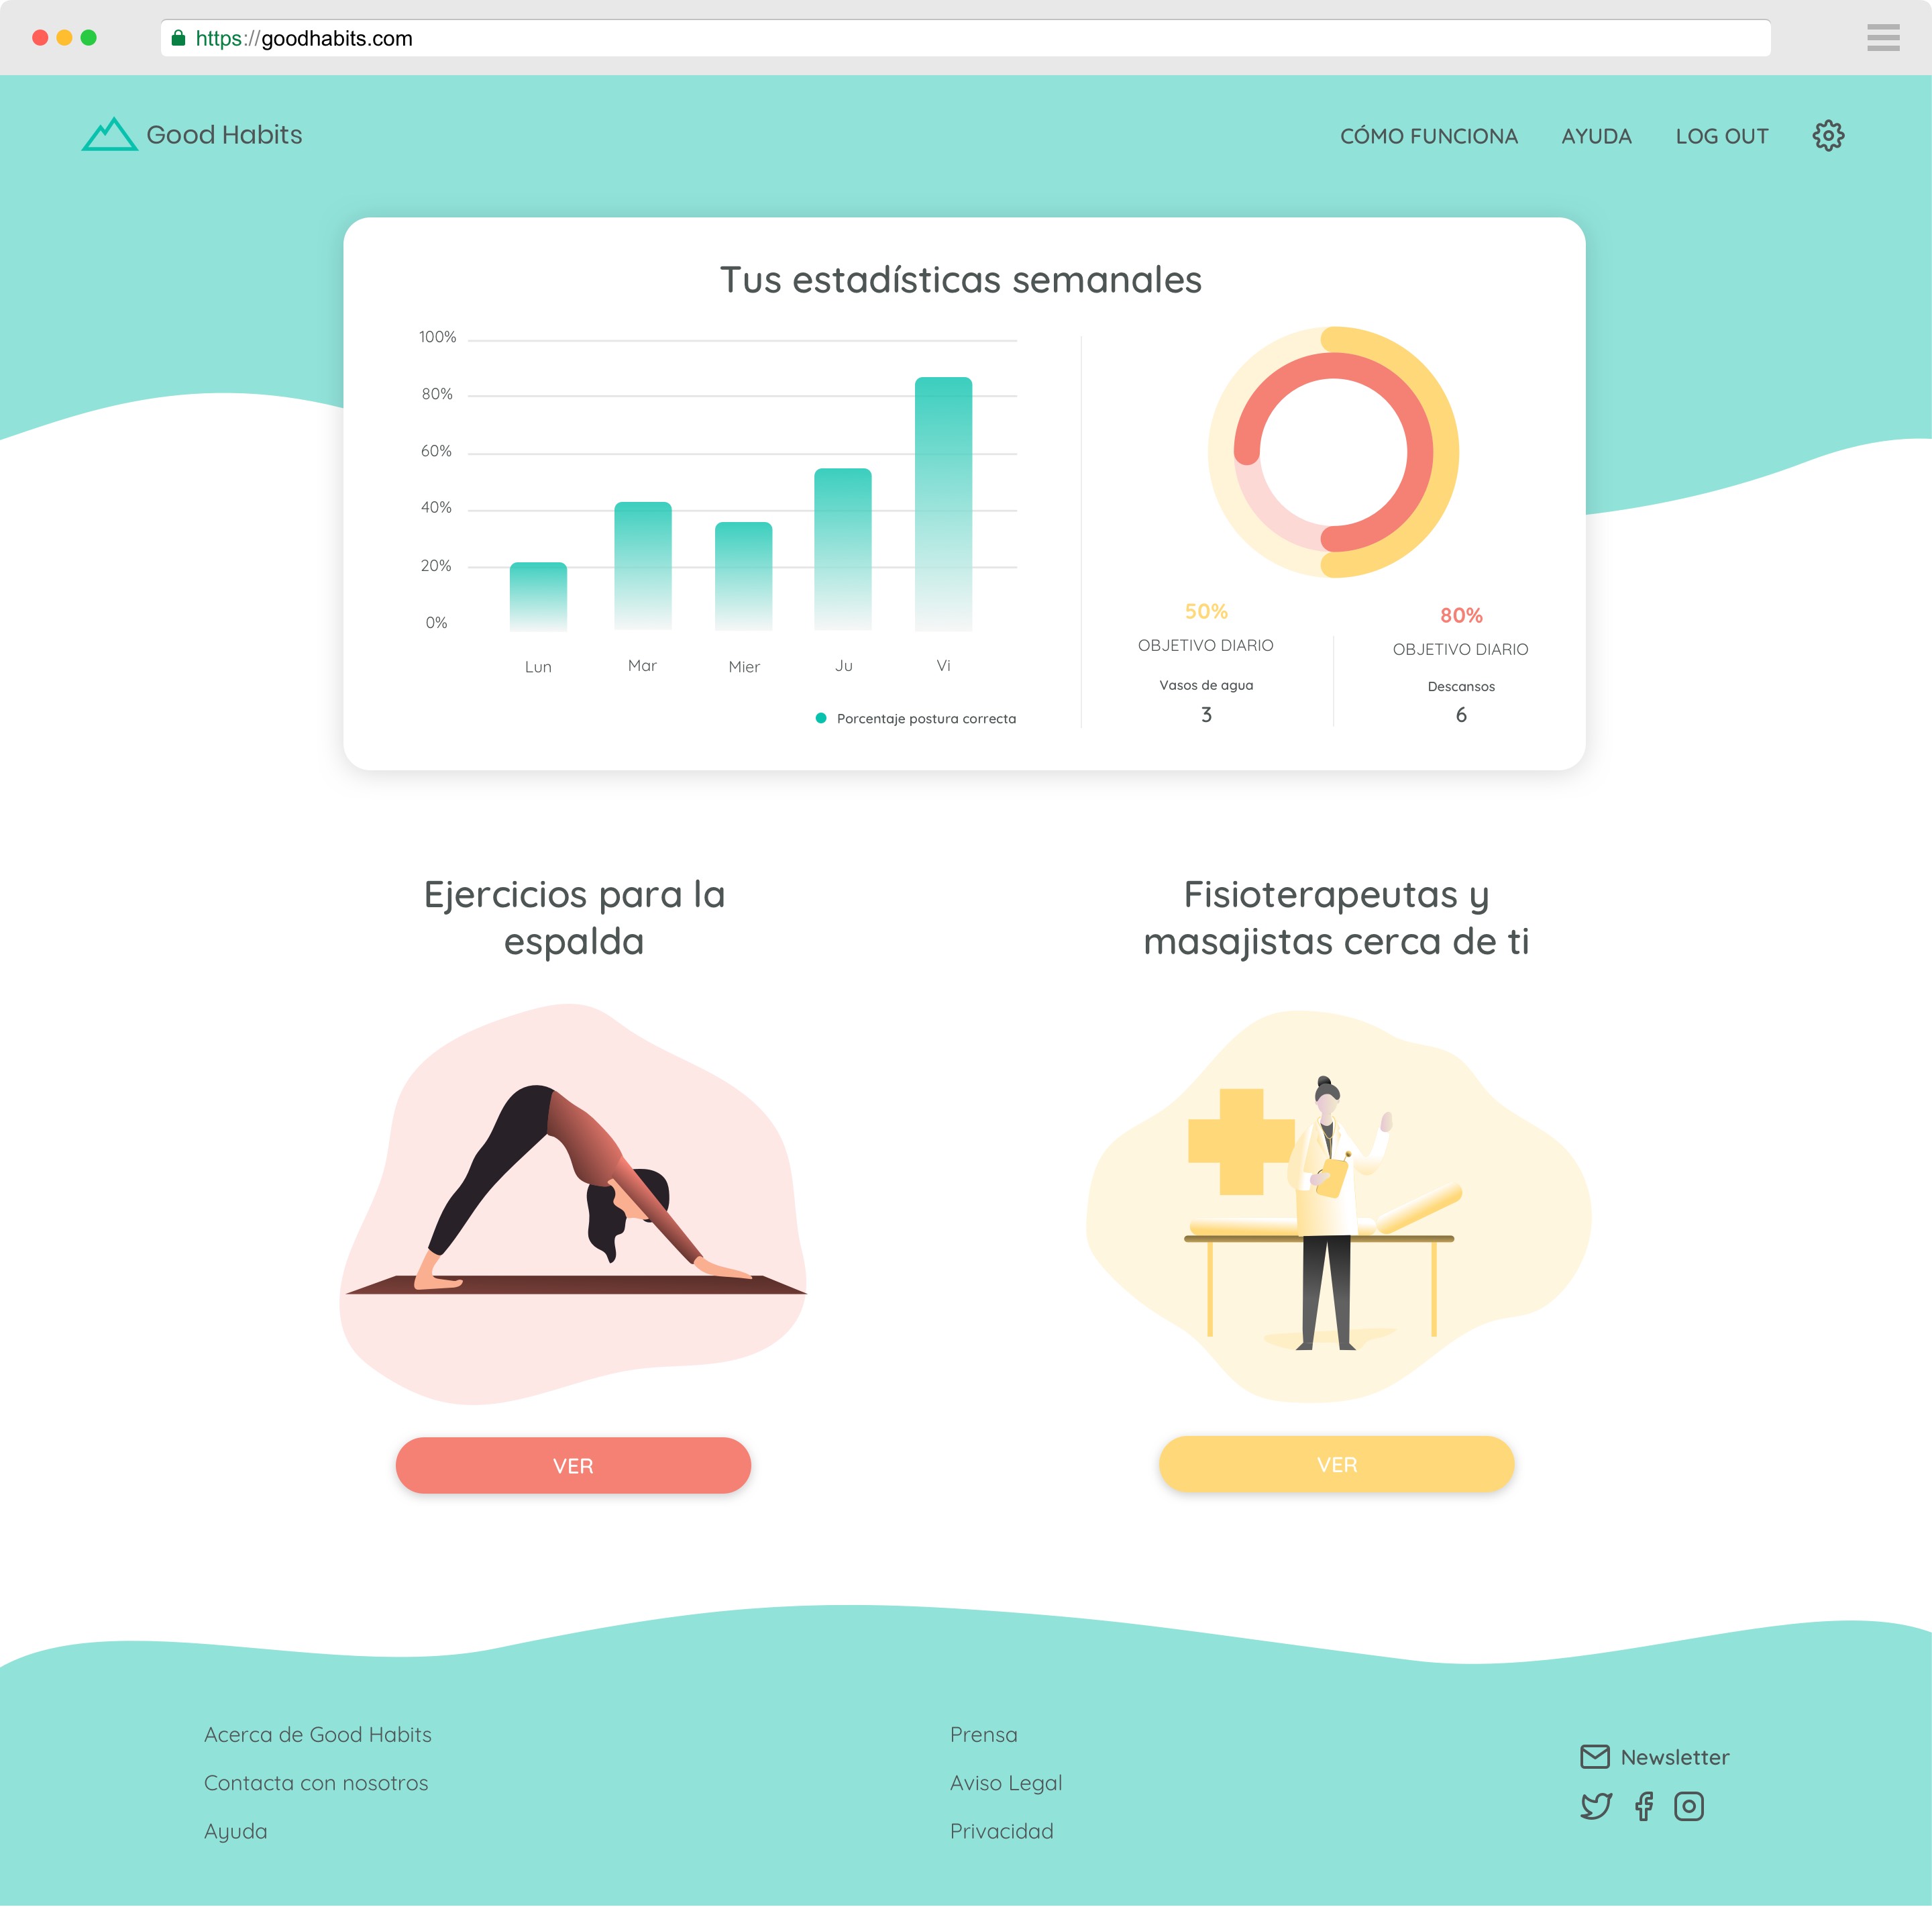 https://goodhabits.com
Good Habits
CÓMO FUNCIONA
AYUDA
LOG OUT
Tus estadísticas semanales
100%
80%
60%
40%
20%
0%
Lun
Mar
Mier
Ju
Vi
Porcentaje postura correcta
50%
OBJETIVO DIARIO
Vasos de agua
3
80%
OBJETIVO DIARIO
Descansos
6
Ejercicios para la
espalda
VER
Fisioterapeutas y
masajistas cerca de ti
VER
Acerca de Good Habits
Contacta con nosotros
Ayuda
Prensa
Aviso Legal
Privacidad
Newsletter